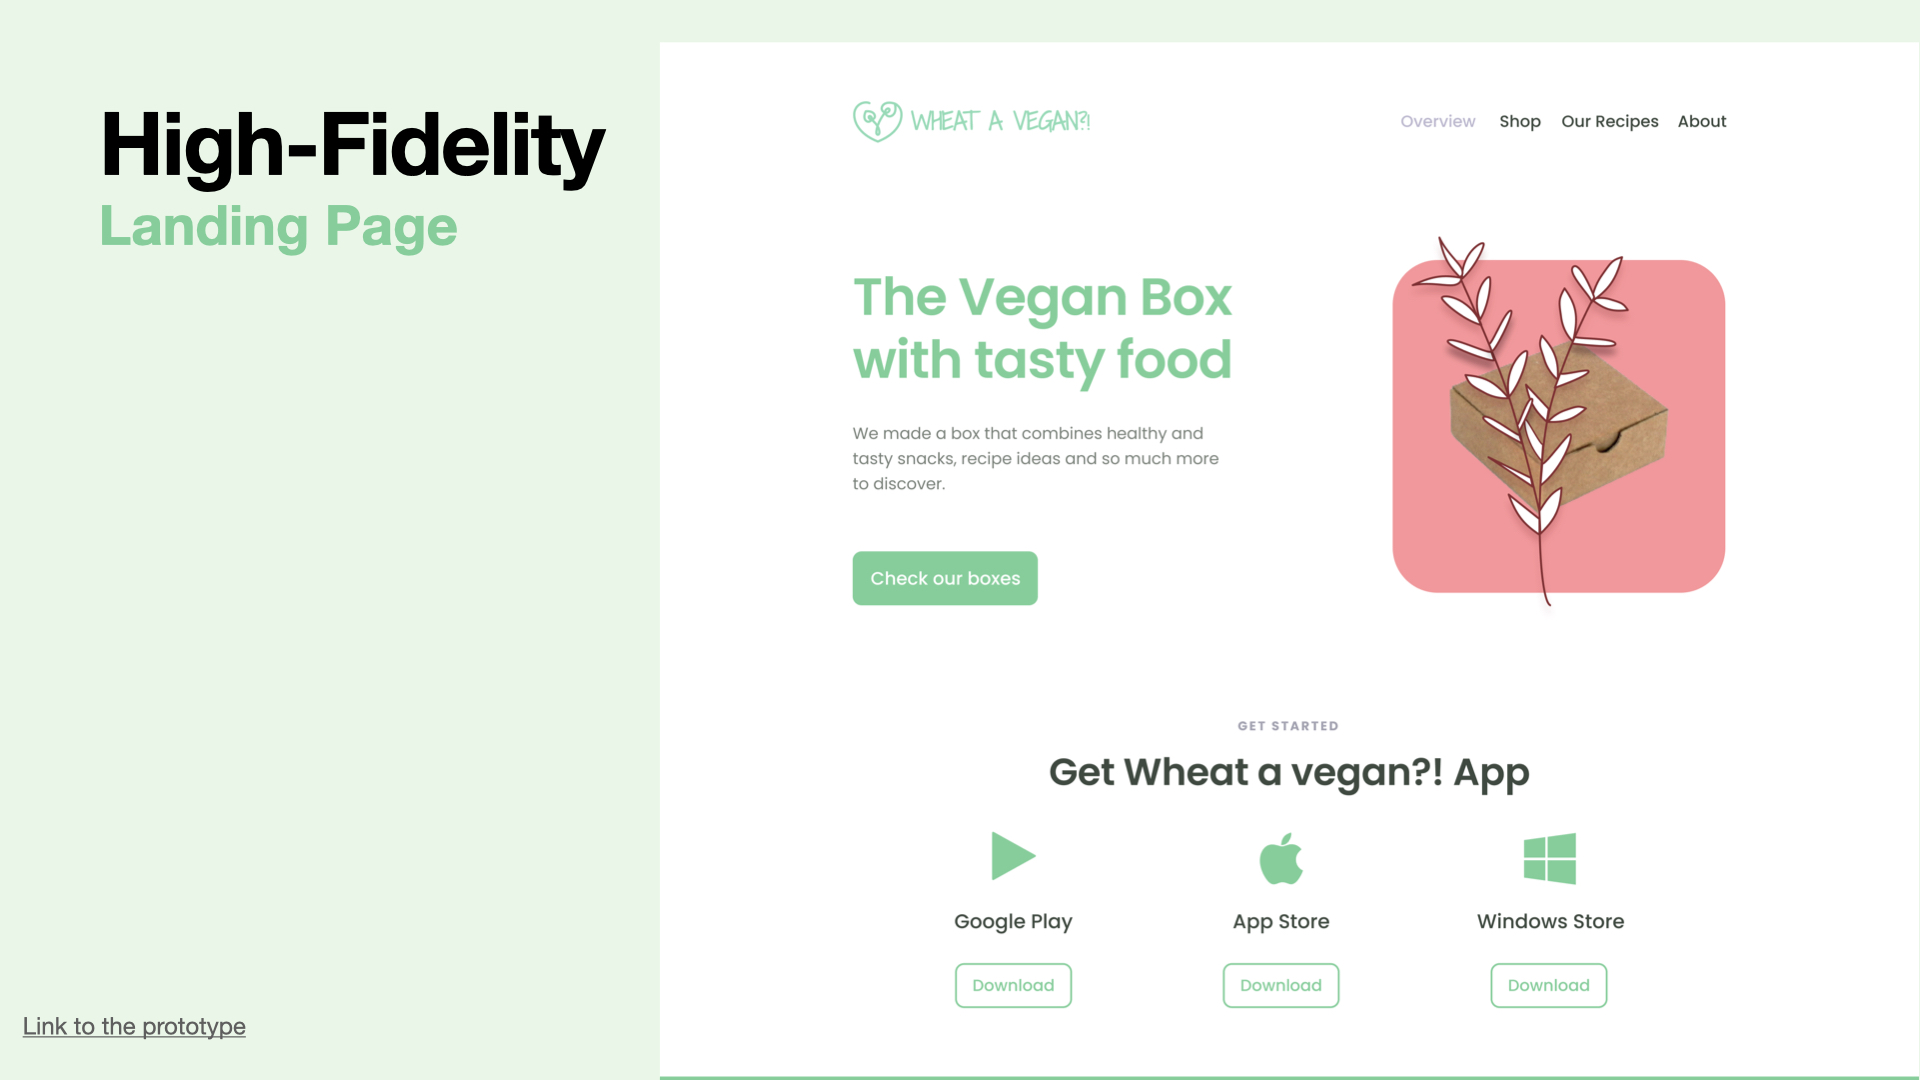 High-Fidelity
Landing Page
Link to the prototype
WHEAT A VEGAN?!
Overview Shop Our Recipes About
The Vegan Box
with tasty food
We made a box that combines healthy and
tasty snacks, recipe ideas and so much more
to discover.
Check our boxes
GET STARTED
Get Wheat a vegan?! App
Google Play App Store Windows Store
Download Download Download